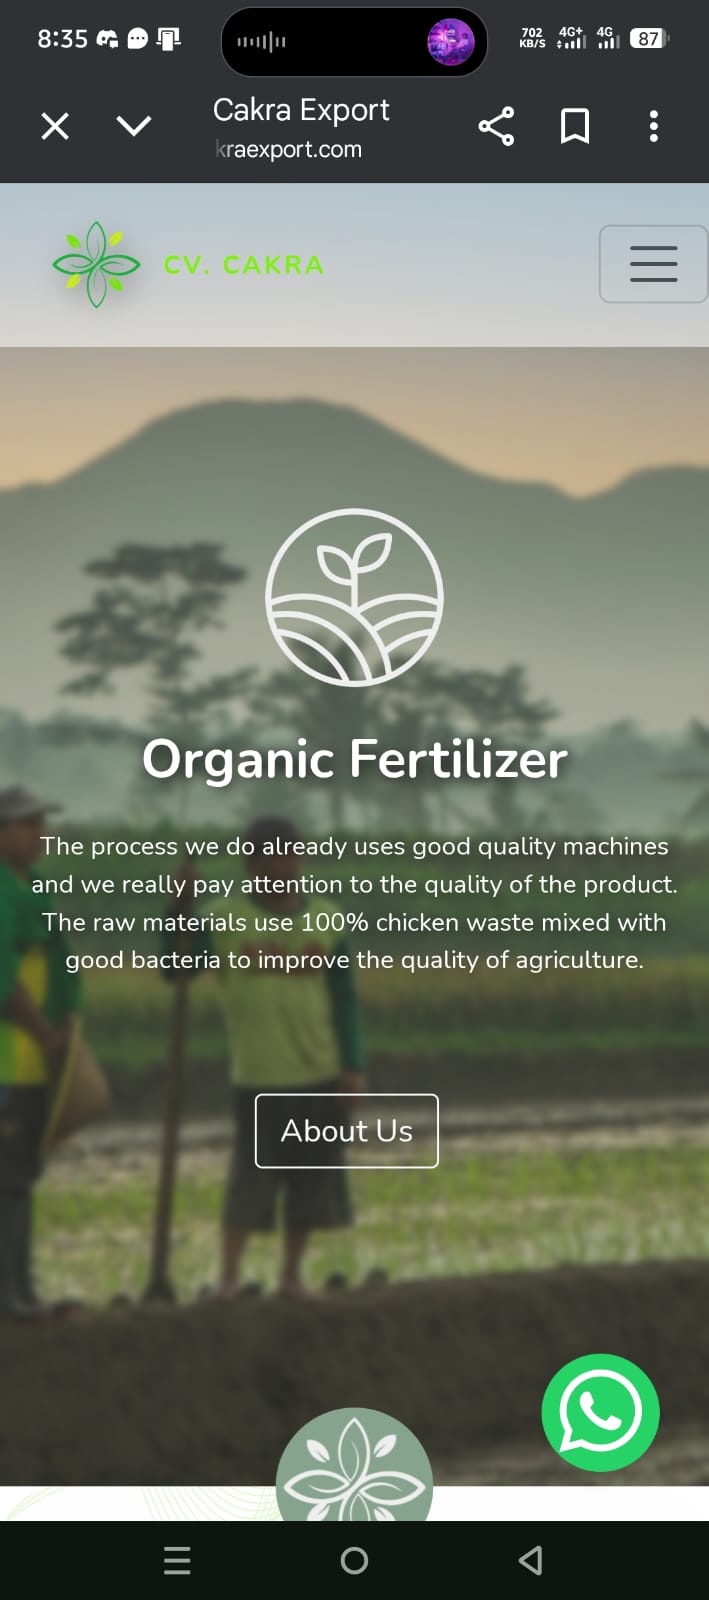 8:35
702
KB/S
4G+
4G
87
Cakra Export
kraexport.com
CV. CAKRA
Organic Fertilizer
The process we do already uses good quality machines
and we really pay attention to the quality of the product.
The raw materials use 100% chicken waste mixed with
good bacteria to improve the quality of agriculture.
About Us